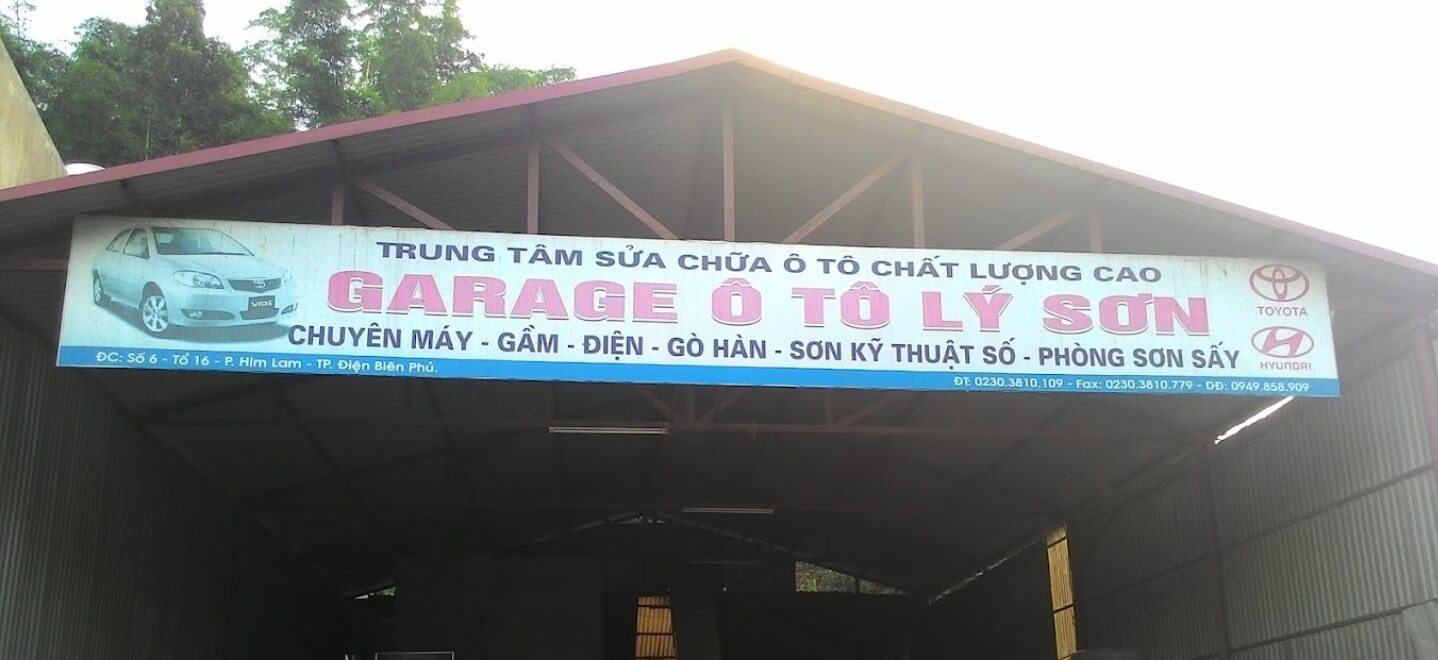 TRUNG TÂM SỬA CHỮA Ô TÔ CHẤT LƯỢNG CAO
GARAGE Ô TÔ LÝ SƠN
CHUYÊN MÁY - GẦM - ĐIỆN - GÒ HÀN - SƠN KỸ THUẬT SỐ - PHÒNG SƠN SẤY
VIOS
TOYOTA
HYUNDAI
ĐC: Số 6 - Tổ 16 - P. Him Lam - TP. Điện Biên Phủ.
ĐT: 0230.3810.109 - Fax: 0230.3810.779 - DĐ: 0949.858.909